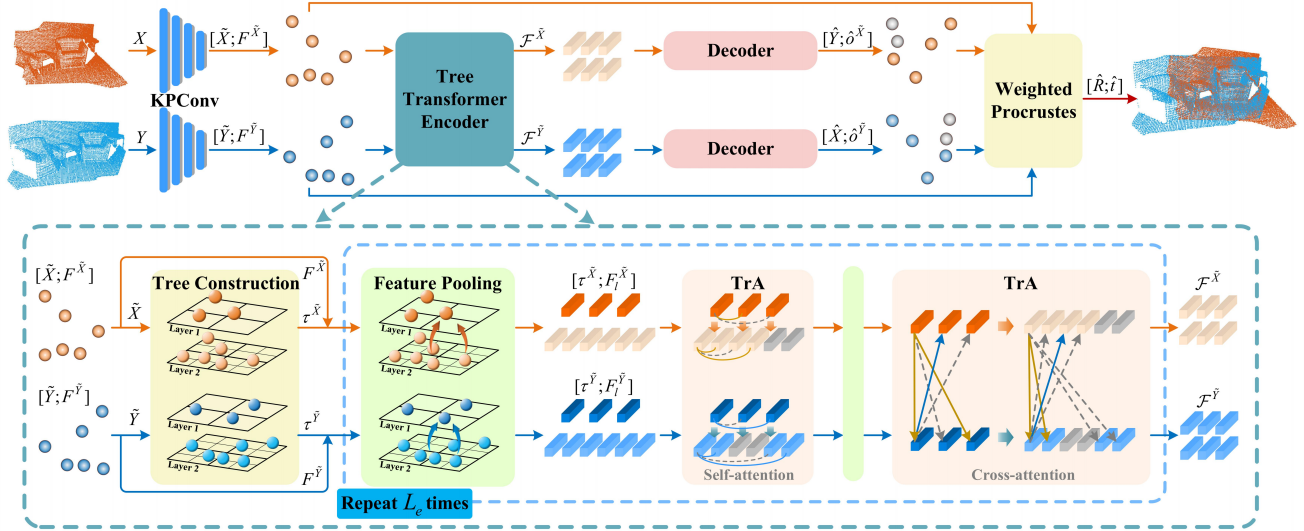 X
[X̃; F^X̃]
KPConv
Y
[Ỹ; F^Ỹ]
Tree
Transformer
Encoder
𝓕^X̃
𝓕^Ỹ
Decoder
[Ŷ; ô^X̃]
Decoder
[X̂; ô^Ỹ]
Weighted
Procrustes
[R̂; t̂]
[X̃; F^X̃]
X̃
Tree Construction
Layer 1
Layer 2
F^X̃
τ^X̃
Feature Pooling
Layer 1
Layer 2
[τ^X̃; F_l^X̃]
TrA
TrA
𝓕^X̃
[Ỹ; F^Ỹ]
Ỹ
Layer 1
Layer 2
τ^Ỹ
F^Ỹ
Layer 1
Layer 2
[τ^Ỹ; F_l^Ỹ]
Self-attention
Cross-attention
𝓕^Ỹ
Repeat L_e times